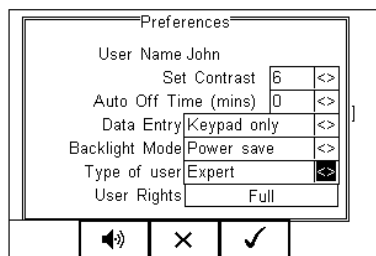 Preferences
User Name John
Set Contrast 6 <>
Auto Off Time (mins) 0 <>
Data Entry Keypad only <>
Backlight Mode Power save <>
Type of user Expert <>
User Rights Full